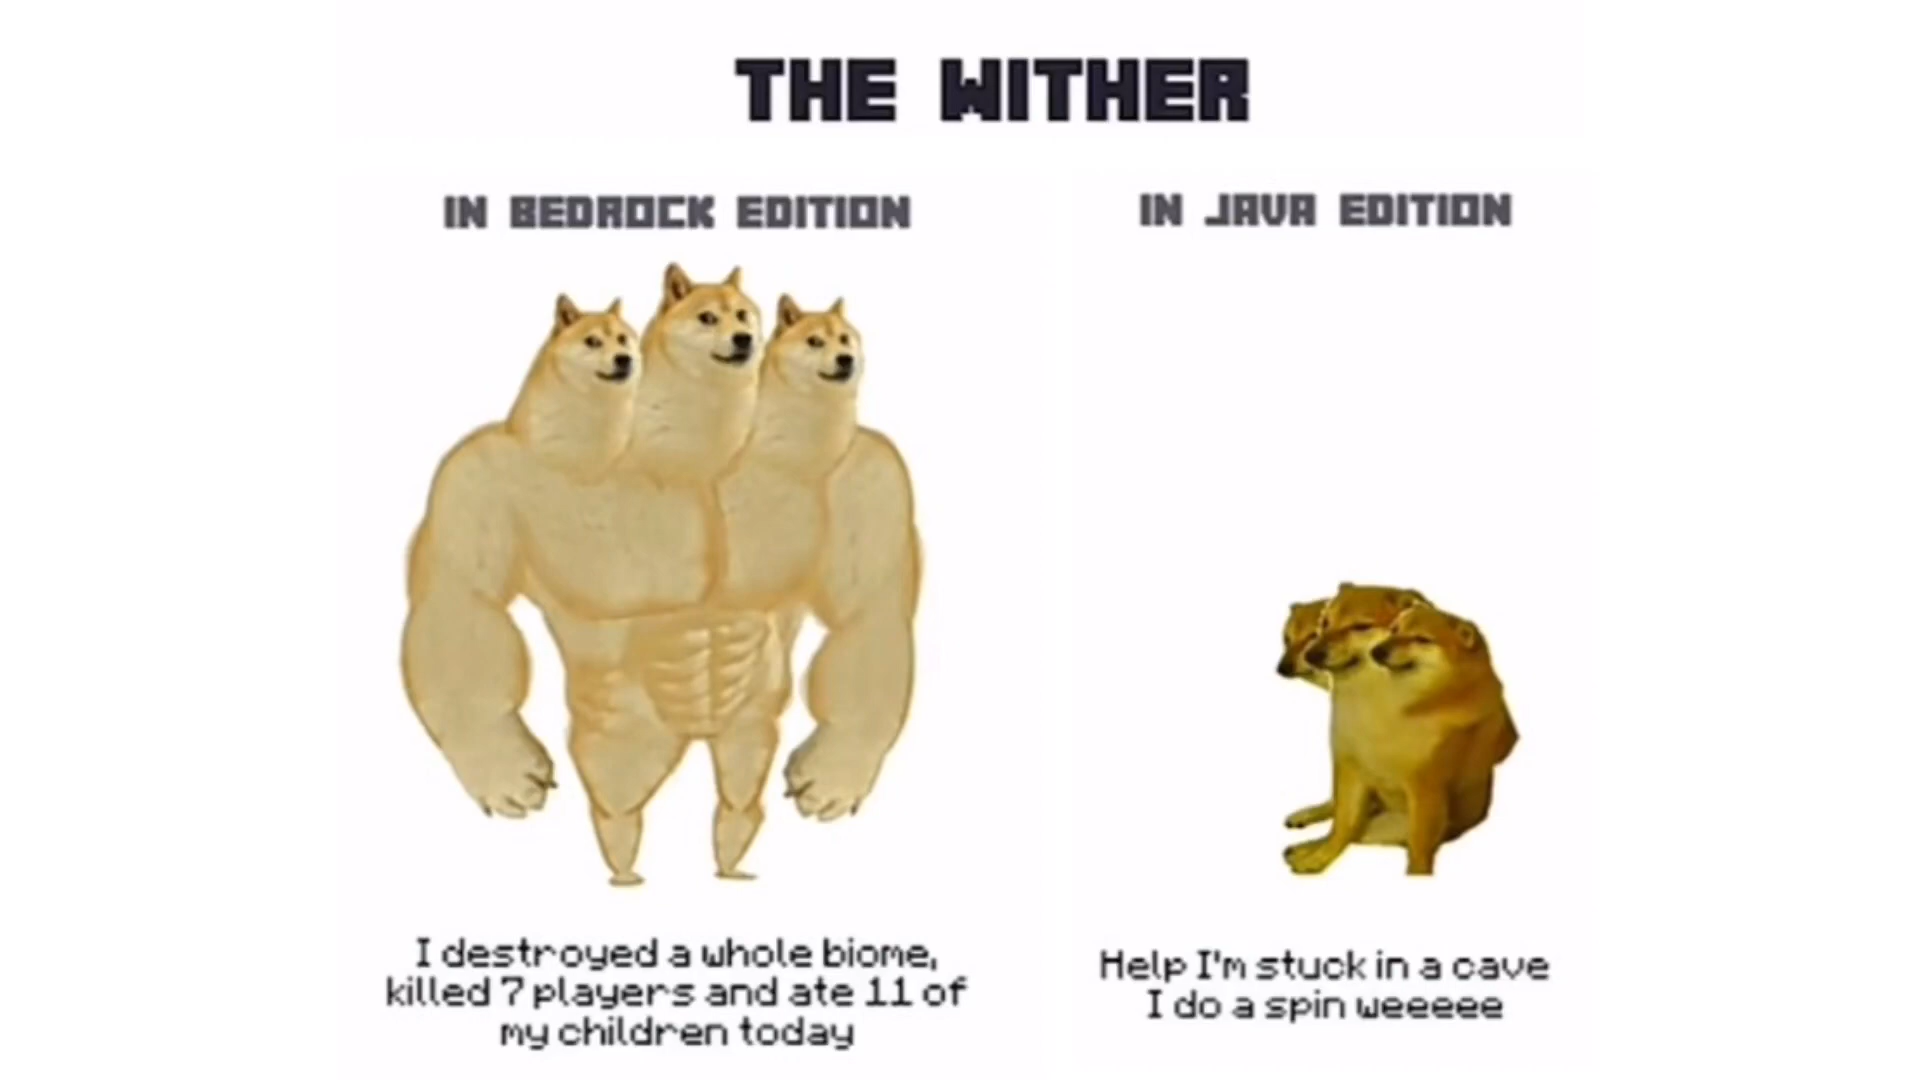 THE WITHER
IN BEDROCK EDITION
IN JAVA EDITION
I destroyed a whole biome,
killed 7 players and ate 11 of
my children today
Help I'm stuck in a cave
I do a spin weeeeee